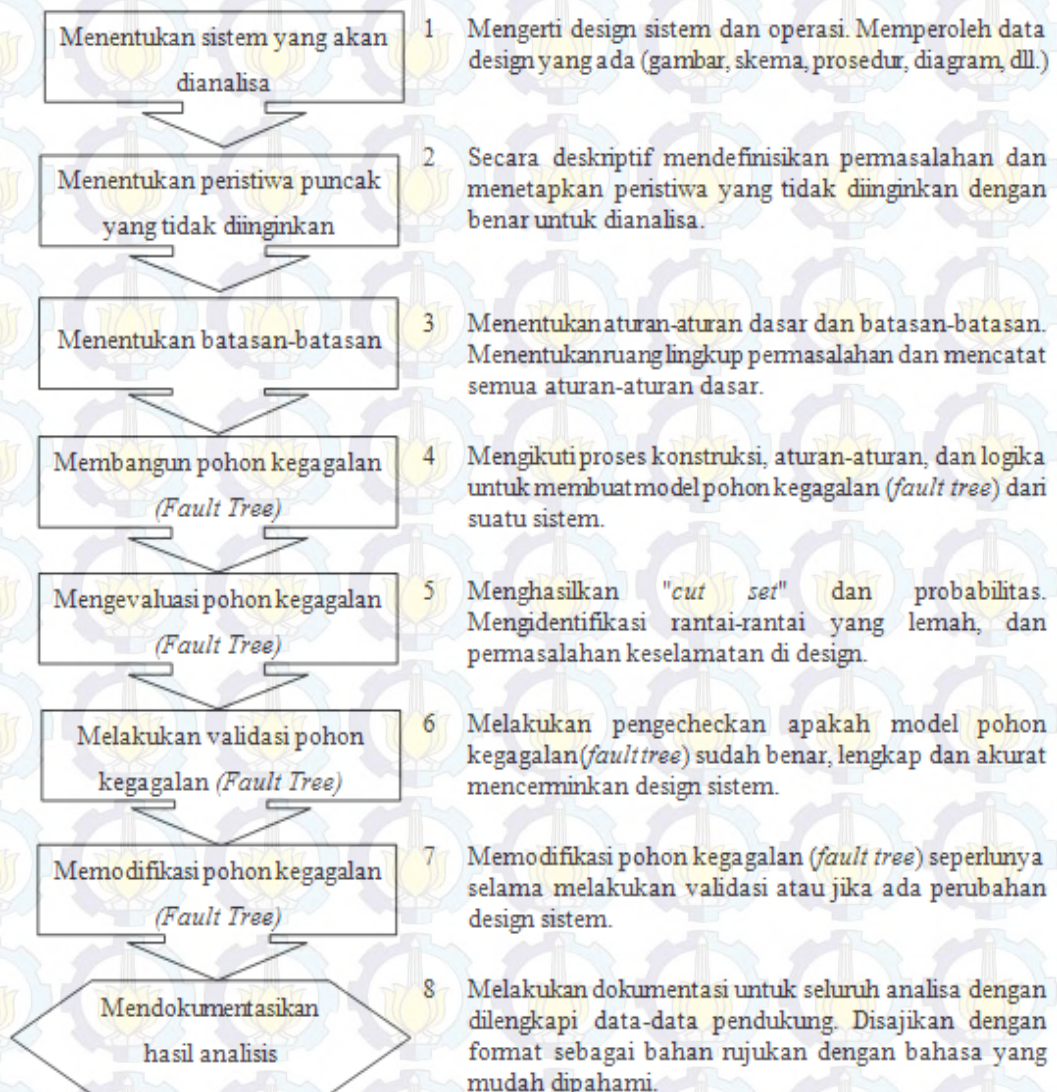 Menentukan sistem yang akan
dianalisa
1 Mengerti design sistem dan operasi. Memperoleh data
design yang ada (gambar, skema, prosedur, diagram, dll.)
Menentukan peristiwa puncak
yang tidak diinginkan
2 Secara deskriptif mendefinisikan permasalahan dan
menetapkan peristiwa yang tidak diinginkan dengan
benar untuk dianalisa.
Menentukan batasan-batasan
3 Menentukan aturan-aturan dasar dan batasan-batasan.
Menentukan ruang lingkup permasalahan dan mencatat
semua aturan-aturan dasar.
Membangun pohon kegagalan
(Fault Tree)
4 Mengikuti proses konstruksi, aturan-aturan, dan logika
untuk membuat model pohon kegagalan (fault tree) dari
suatu sistem.
Mengevaluasi pohon kegagalan
(Fault Tree)
5 Menghasilkan "cut set" dan probabilitas.
Mengidentifikasi rantai-rantai yang lemah, dan
permasalahan keselamatan di design.
Melakukan validasi pohon
kegagalan (Fault Tree)
6 Melakukan pengecheckan apakah model pohon
kegagalan (fault tree) sudah benar, lengkap dan akurat
mencerminkan design sistem.
Memodifikasi pohon kegagalan
(Fault Tree)
7 Memodifikasi pohon kegagalan (fault tree) seperlunya
selama melakukan validasi atau jika ada perubahan
design sistem.
Mendokumentasikan
hasil analisis
8 Melakukan dokumentasi untuk seluruh analisa dengan
dilengkapi data-data pendukung. Disajikan dengan
format sebagai bahan rujukan dengan bahasa yang
mudah dipahami.